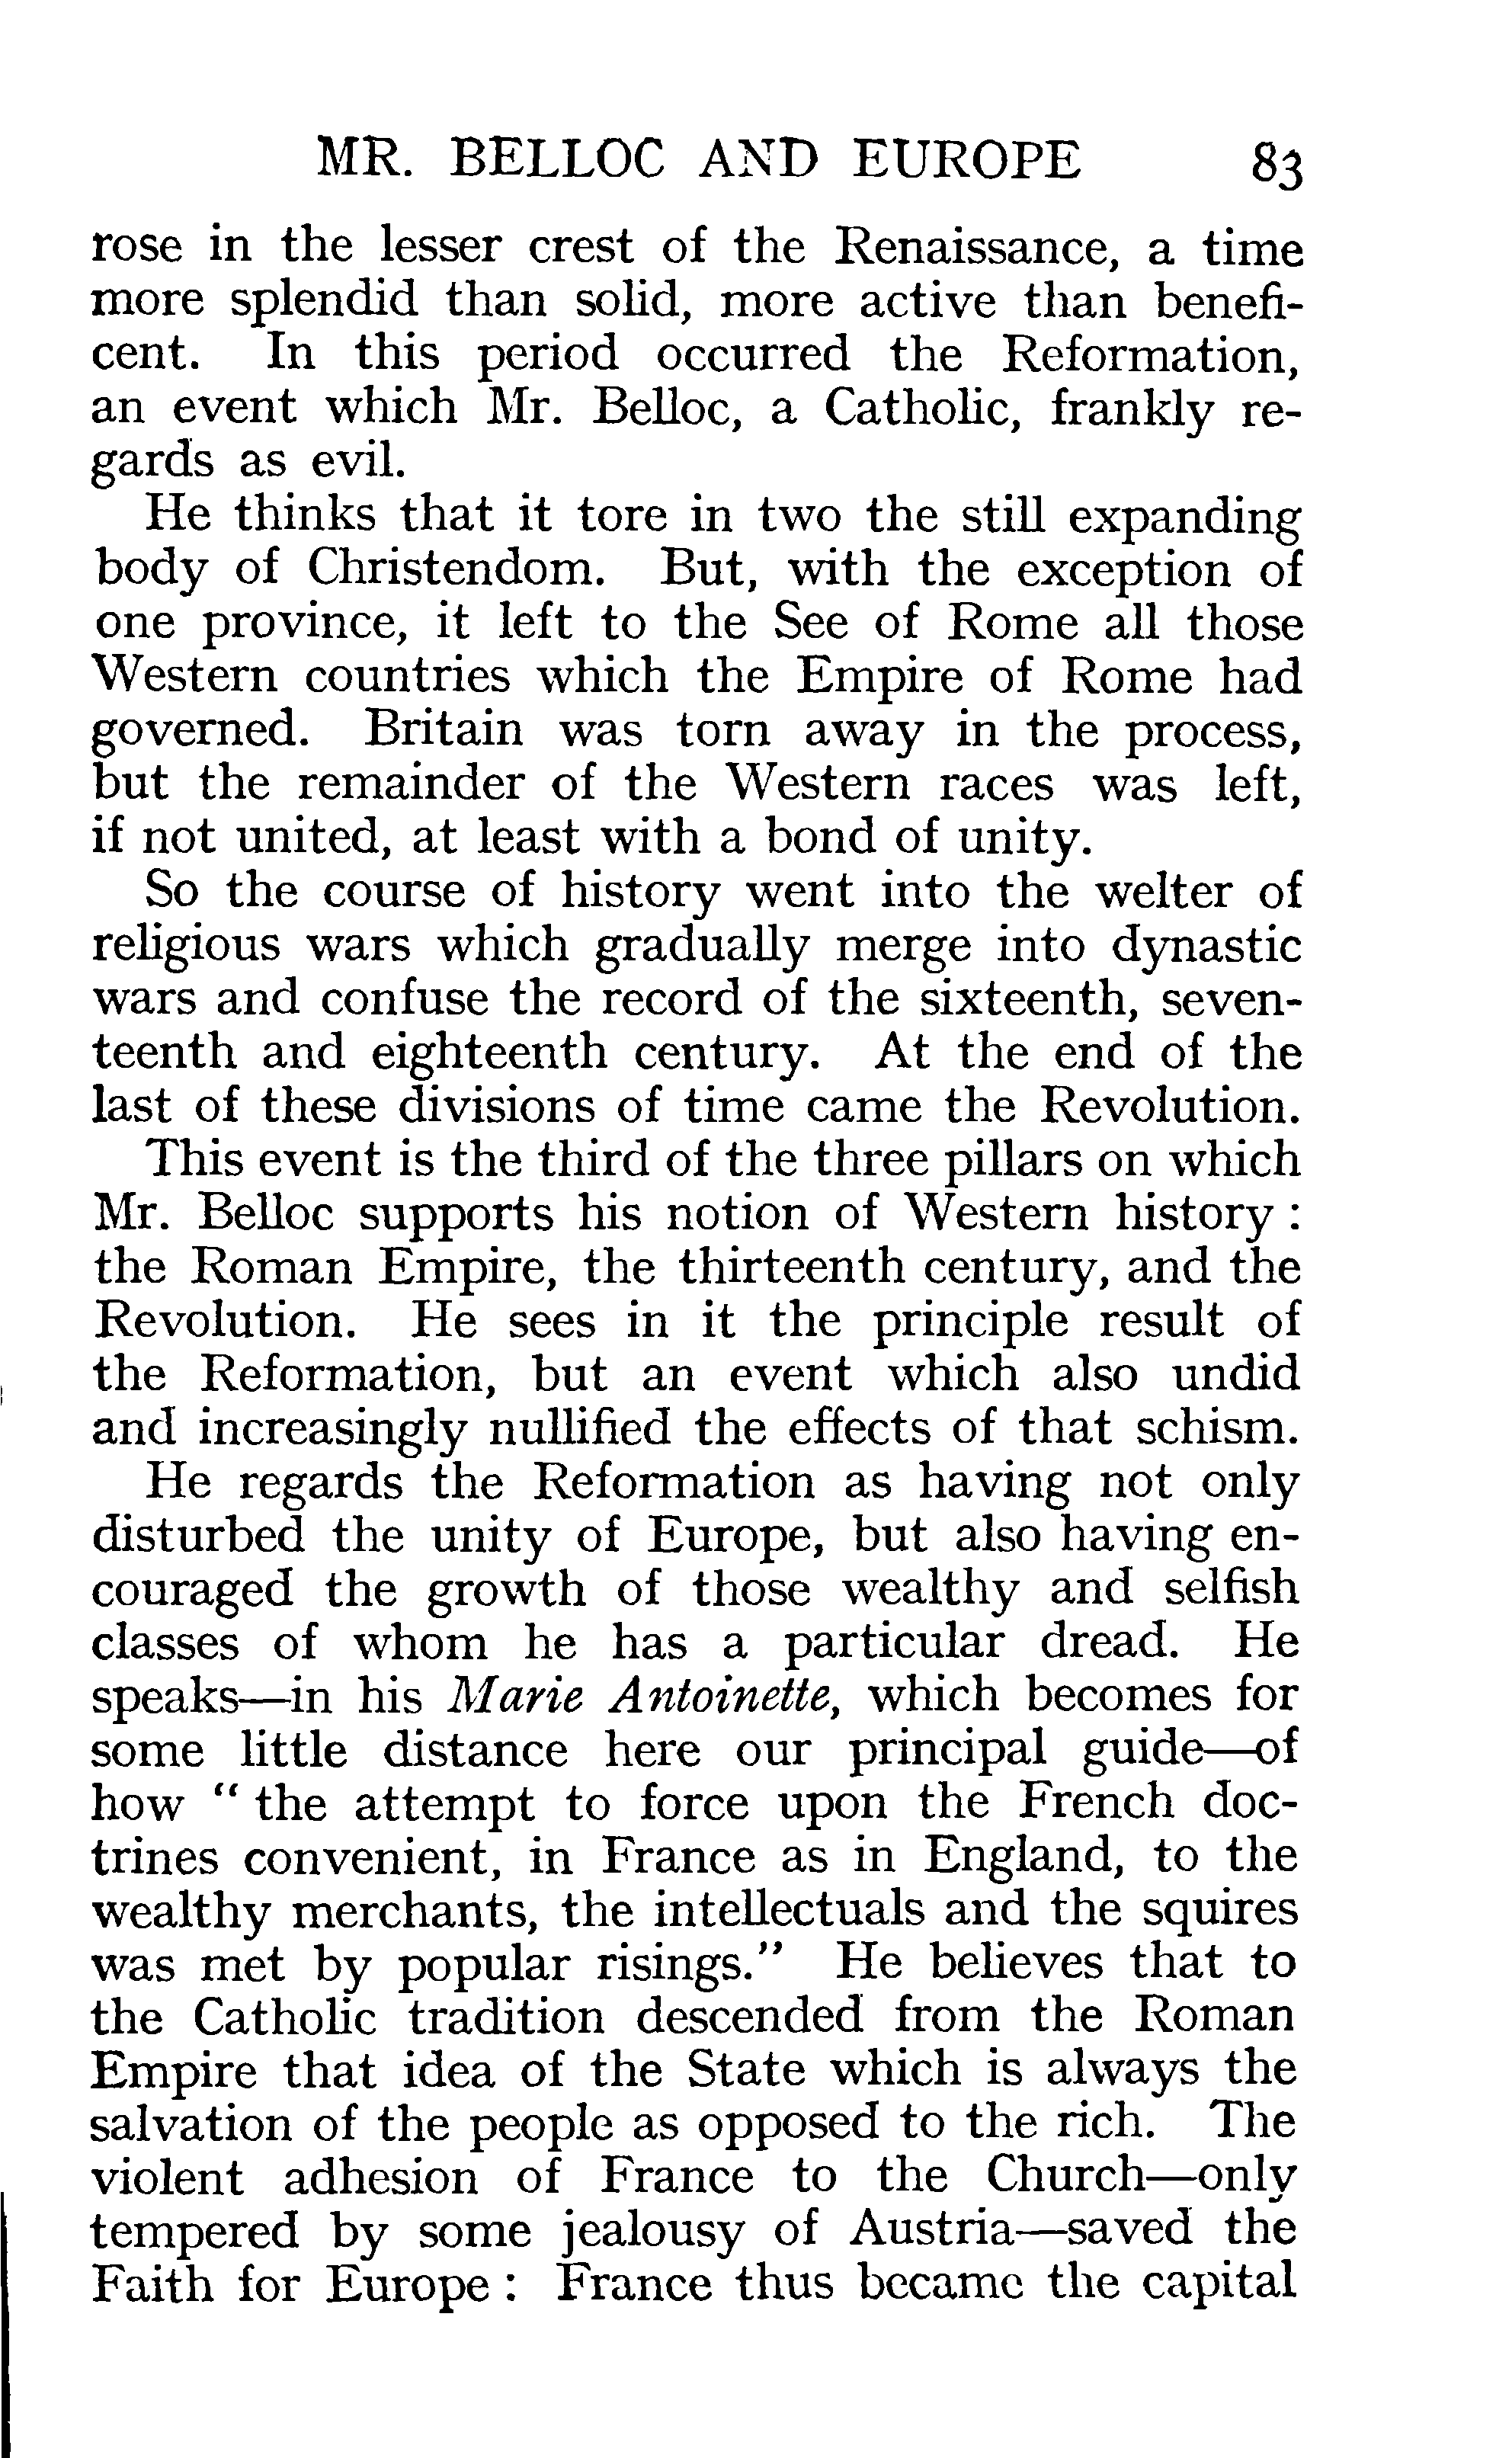 MR. BELLOC AND EUROPE 83
rose in the lesser crest of the Renaissance, a time
more splendid than solid, more active than benefi-
cent. In this period occurred the Reformation,
an event which Mr. Belloc, a Catholic, frankly re-
gards as evil.
He thinks that it tore in two the still expanding
body of Christendom. But, with the exception of
one province, it left to the See of Rome all those
Western countries which the Empire of Rome had
governed. Britain was torn away in the process,
but the remainder of the Western races was left,
if not united, at least with a bond of unity.
So the course of history went into the welter of
religious wars which gradually merge into dynastic
wars and confuse the record of the sixteenth, seven-
teenth and eighteenth century. At the end of the
last of these divisions of time came the Revolution.
This event is the third of the three pillars on which
Mr. Belloc supports his notion of Western history :
the Roman Empire, the thirteenth century, and the
Revolution. He sees in it the principle result of
the Reformation, but an event which also undid
and increasingly nullified the effects of that schism.
He regards the Reformation as having not only
disturbed the unity of Europe, but also having en-
couraged the growth of those wealthy and selfish
classes of whom he has a particular dread. He
speaks—in his Marie Antoinette, which becomes for
some little distance here our principal guide—of
how “ the attempt to force upon the French doc-
trines convenient, in France as in England, to the
wealthy merchants, the intellectuals and the squires
was met by popular risings.” He believes that to
the Catholic tradition descended from the Roman
Empire that idea of the State which is always the
salvation of the people as opposed to the rich. The
violent adhesion of France to the Church—only
tempered by some jealousy of Austria—saved the
Faith for Europe : France thus became the capital